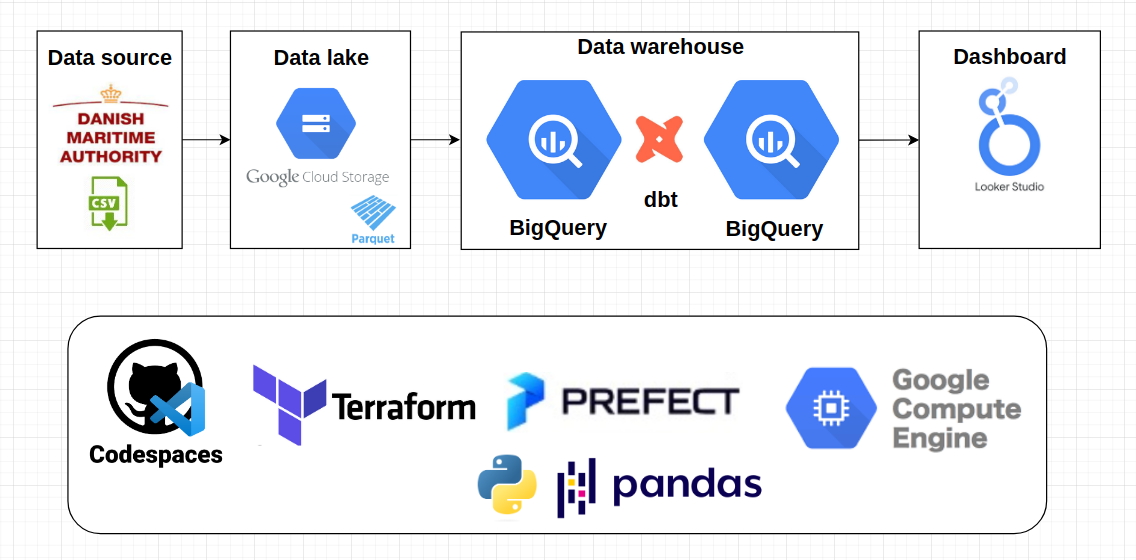 Data source
DANISH
MARITIME
AUTHORITY
CSV
Data lake
Google Cloud Storage
Parquet
Data warehouse
BigQuery
dbt
BigQuery
Dashboard
Looker Studio
Codespaces
Terraform
PREFECT
Google
Compute
Engine
pandas